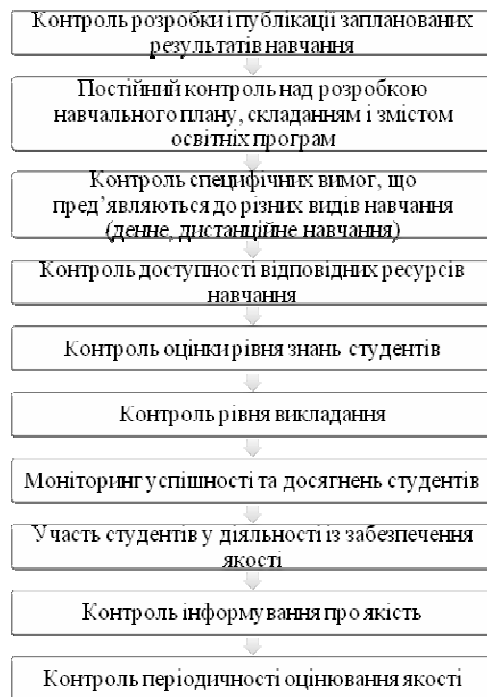 Контроль розробки і публікації запланованих
результатів навчання
Постійний контроль над розробкою
навчального плану, складанням і змістом
освітніх програм
Контроль специфічних вимог, що
пред’являються до різних видів навчання
(денне, дистанційне навчання)
Контроль доступності відповідних ресурсів
навчання
Контроль оцінки рівня знань студентів
Контроль рівня викладання
Моніторинг успішності та досягнень студентів
Участь студентів у діяльності із забезпечення
якості
Контроль інформування про якість
Контроль періодичності оцінювання якості